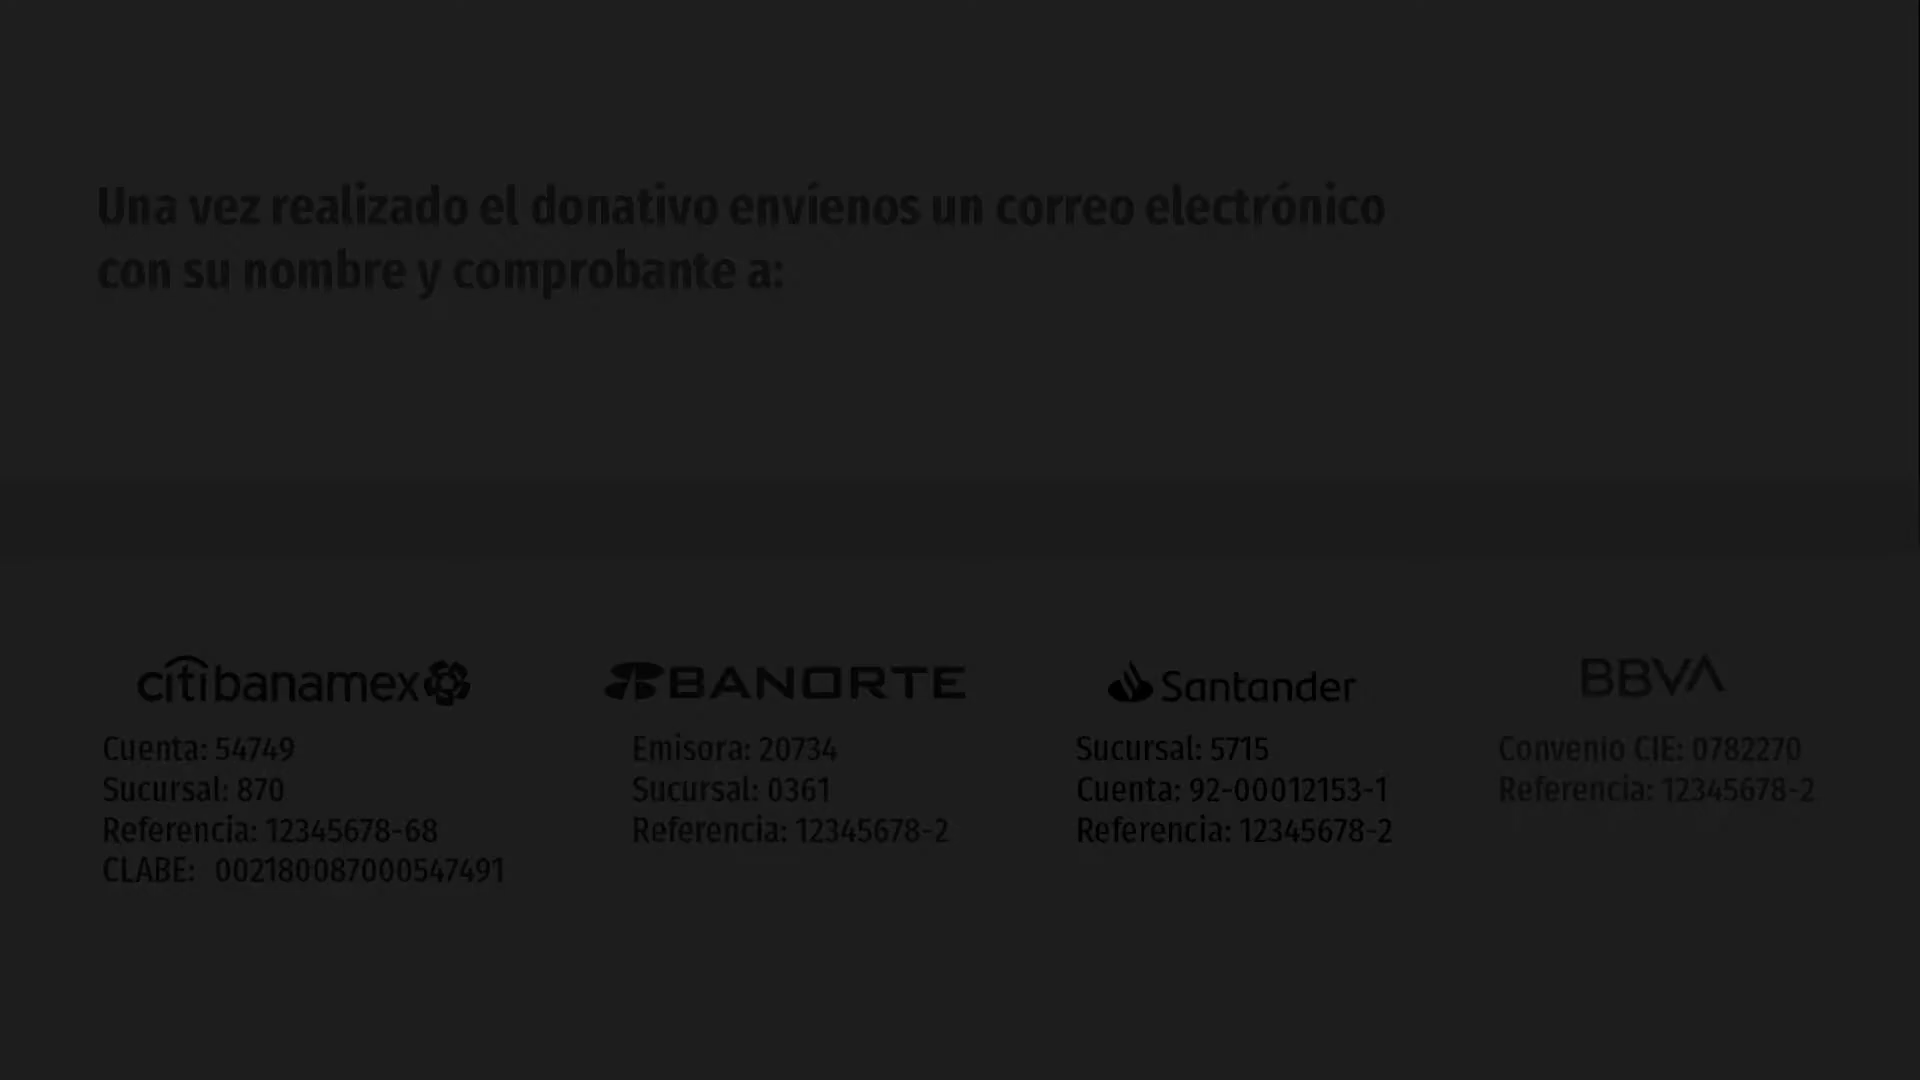 Una vez realizado el donativo envíenos un correo electrónico
con su nombre y comprobante a:
citibanamex
Cuenta: 54749
Sucursal: 870
Referencia: 12345678-68
CLABE: 002180087000547491
BANORTE
Emisora: 20734
Sucursal: 0361
Referencia: 12345678-2
Santander
Sucursal: 5715
Cuenta: 92-00012153-1
Referencia: 12345678-2
BBVA
Convenio CIE: 0782270
Referencia: 12345678-2